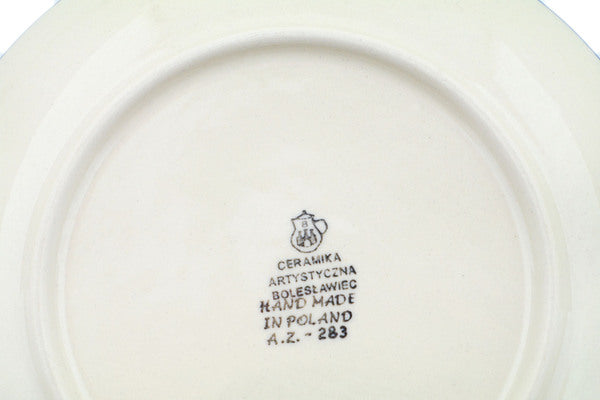 B
CERAMIKA
ARTYSTYCZNA
BOLESŁAWIEC
HAND MADE
IN POLAND
A.Z. - 283